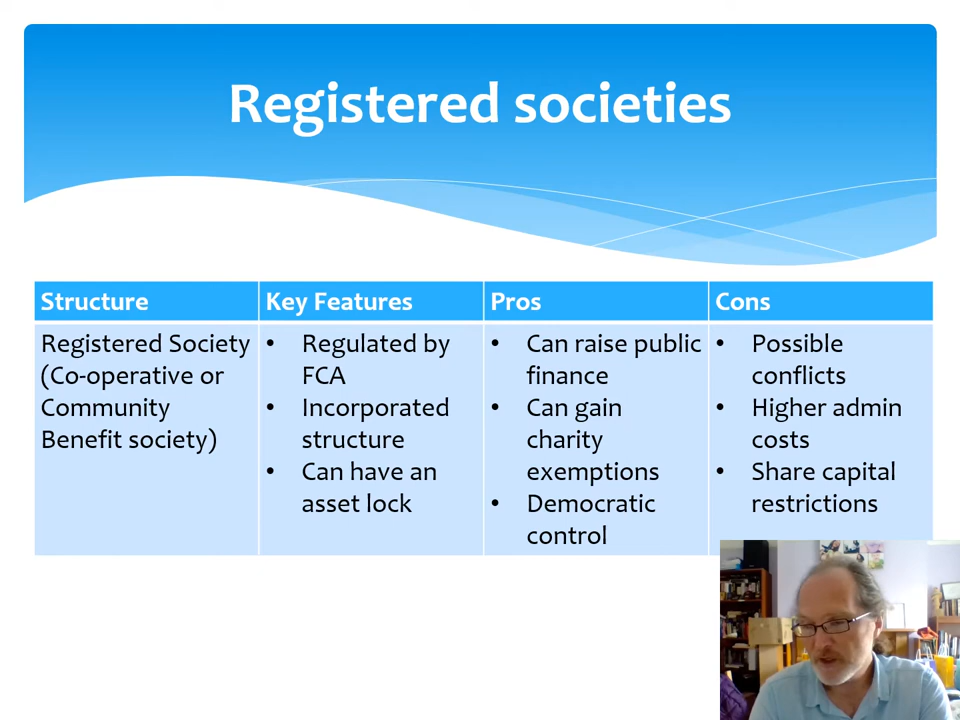 Registered societies
Structure
Key Features
Pros
Cons
Registered Society
(Co-operative or
Community
Benefit society)
• Regulated by
FCA
• Incorporated
structure
• Can have an
asset lock
• Can raise public
finance
• Can gain
charity
exemptions
• Democratic
control
• Possible
conflicts
• Higher admin
costs
• Share capital
restrictions